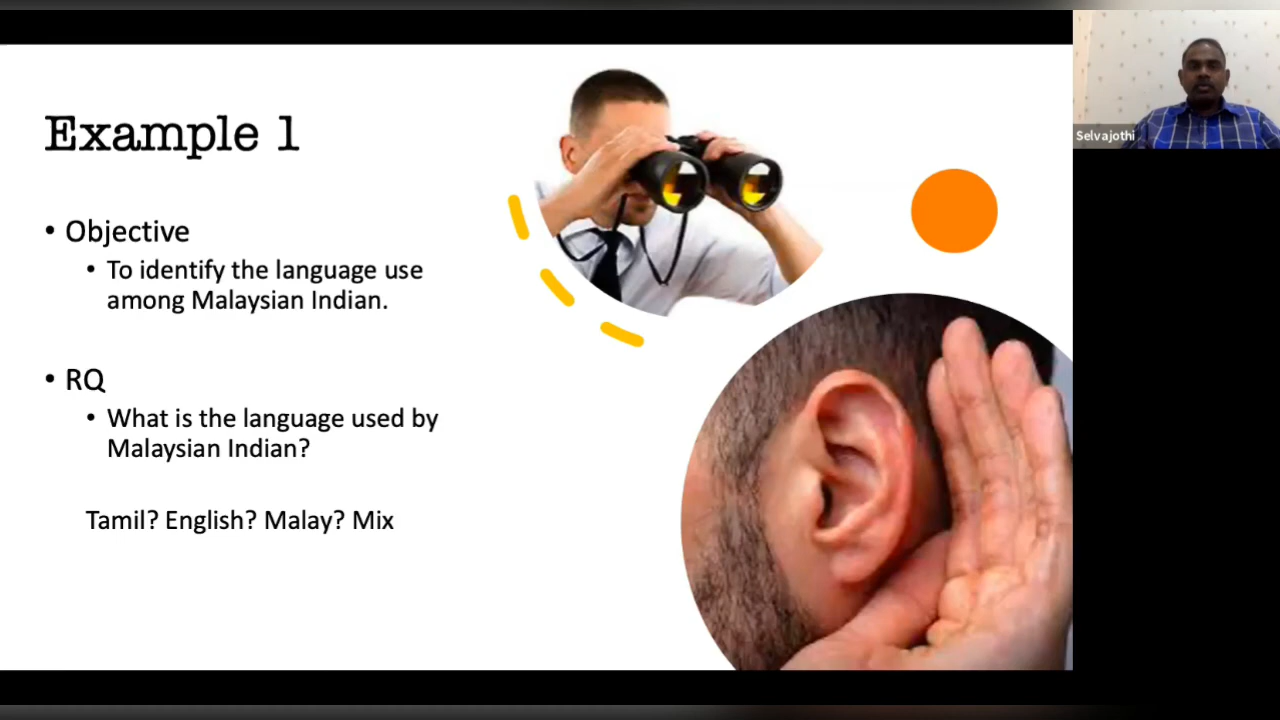 Example 1
• Objective
• To identify the language use
among Malaysian Indian.
• RQ
• What is the language used by
Malaysian Indian?
Tamil? English? Malay? Mix
Selvajothi